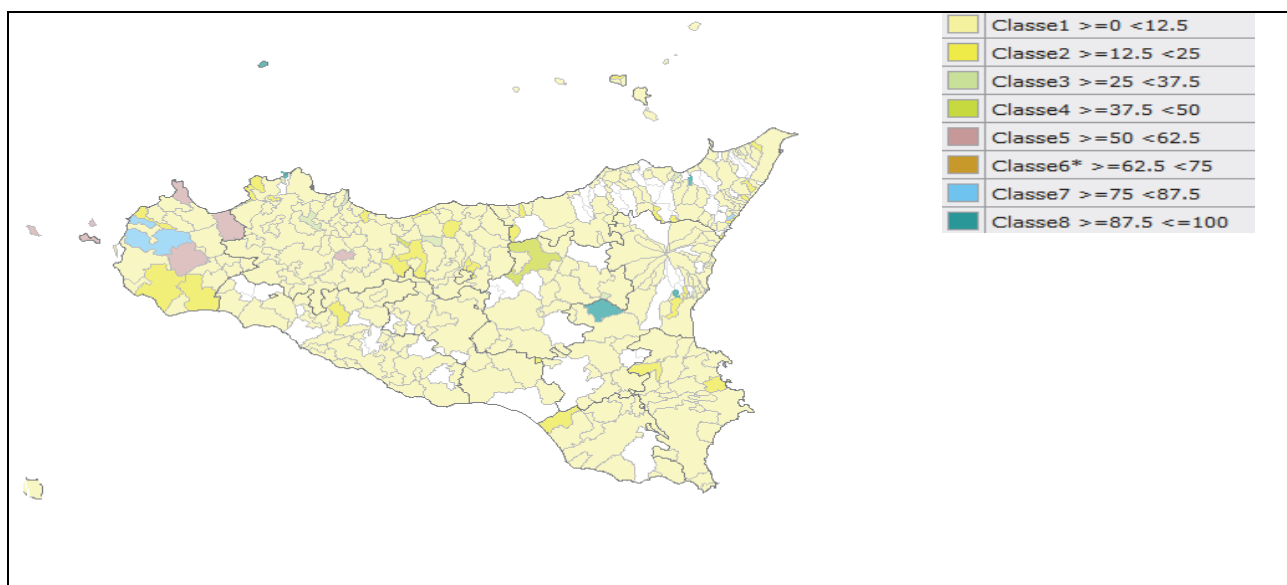 Classe1 >=0 <12.5
Classe2 >=12.5 <25
Classe3 >=25 <37.5
Classe4 >=37.5 <50
Classe5 >=50 <62.5
Classe6* >=62.5 <75
Classe7 >=75 <87.5
Classe8 >=87.5 <=100